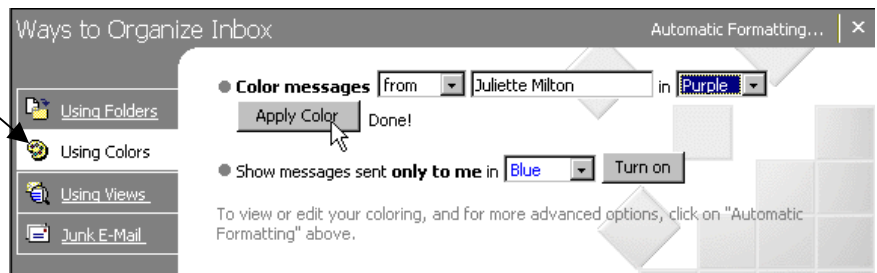 Ways to Organize Inbox Automatic Formatting... ×
Using Folders
Using Colors
Using Views
Junk E-Mail
Color messages from Juliette Milton in Purple
Apply Color Done!
Show messages sent only to me in Blue Turn on
To view or edit your coloring, and for more advanced options, click on "Automatic
Formatting" above.